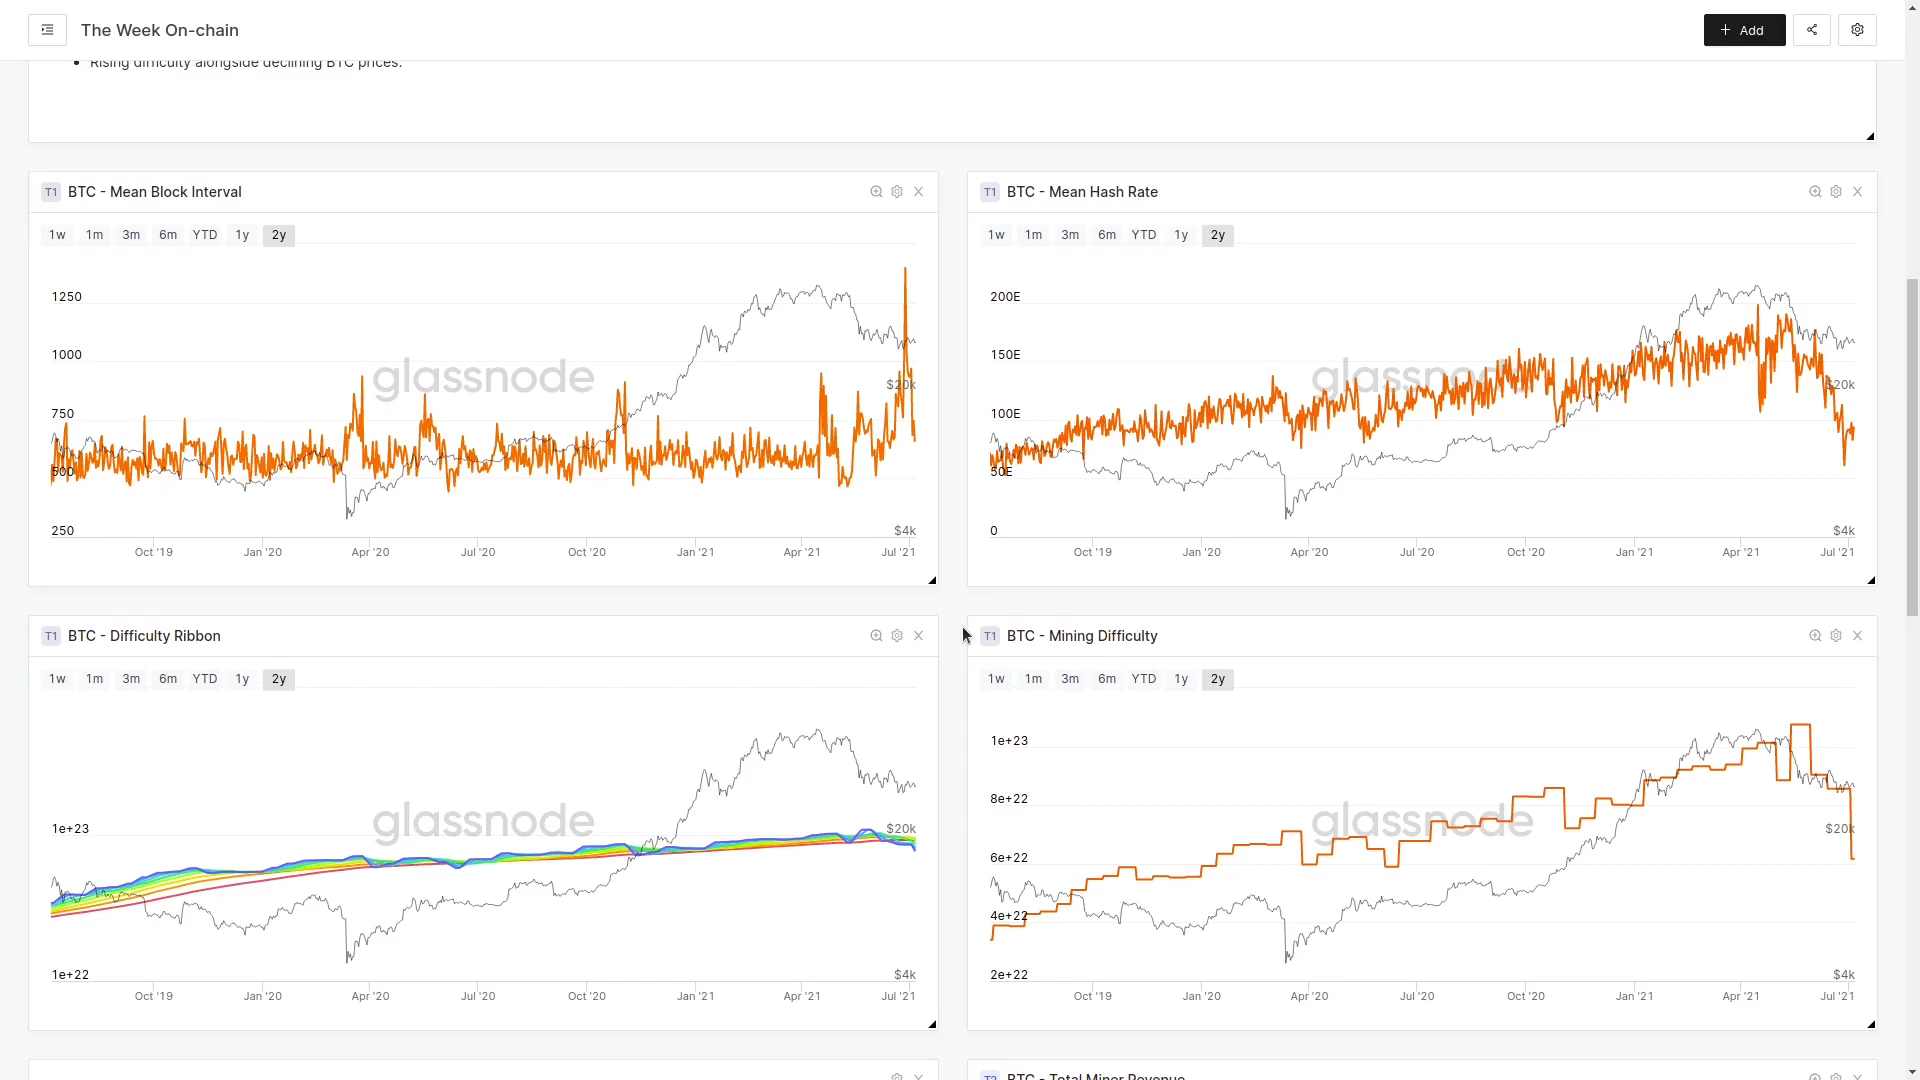 The Week On-chain
Add
Rising difficulty alongside declining BTC prices.
T1 BTC - Mean Block Interval
1w 1m 3m 6m YTD 1y 2y
1250
1000
750
500
250
glassnode
$20k
$4k
Oct '19 Jan '20 Apr '20 Jul '20 Oct '20 Jan '21 Apr '21 Jul '21
T1 BTC - Mean Hash Rate
1w 1m 3m 6m YTD 1y 2y
200E
150E
100E
50E
0
glassnode
$20k
$4k
Oct '19 Jan '20 Apr '20 Jul '20 Oct '20 Jan '21 Apr '21 Jul '21
T1 BTC - Difficulty Ribbon
1w 1m 3m 6m YTD 1y 2y
1e+23
1e+22
glassnode
$20k
$4k
Oct '19 Jan '20 Apr '20 Jul '20 Oct '20 Jan '21 Apr '21 Jul '21
T1 BTC - Mining Difficulty
1w 1m 3m 6m YTD 1y 2y
1e+23
8e+22
6e+22
4e+22
2e+22
glassnode
$20k
$4k
Oct '19 Jan '20 Apr '20 Jul '20 Oct '20 Jan '21 Apr '21 Jul '21
BTC - Total Miner Revenue